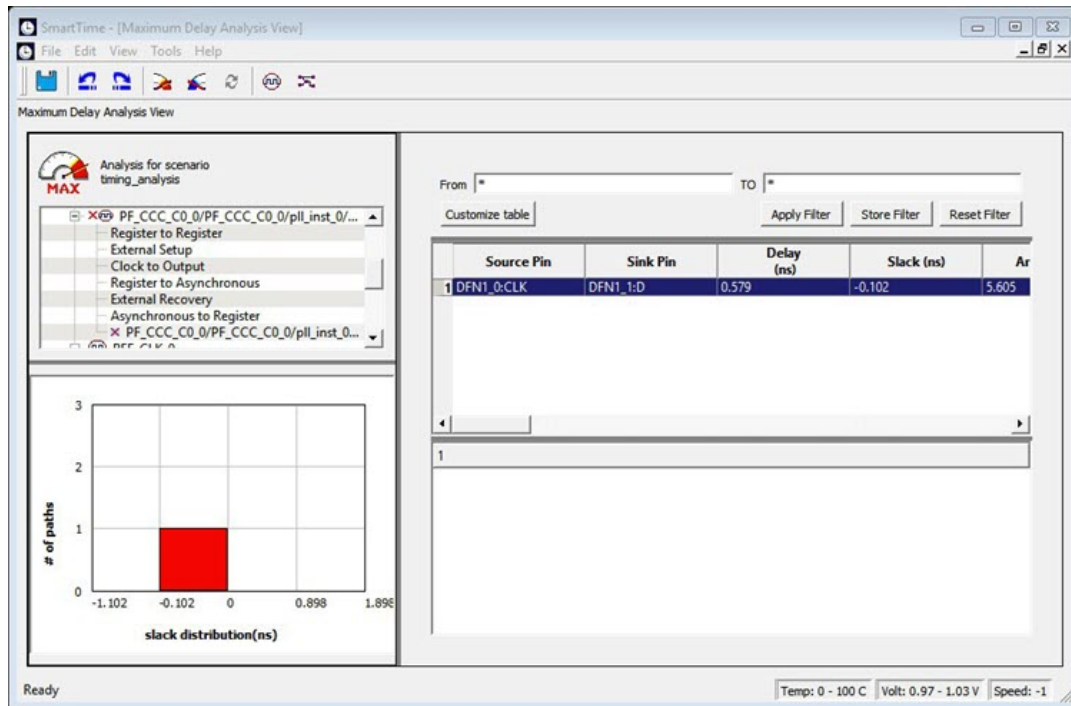 SmartTime - [Maximum Delay Analysis View]
File Edit View Tools Help
Maximum Delay Analysis View
Analysis for scenario
timing_analysis
MAX
PF_CCC_C0_0/PF_CCC_C0_0/pll_inst_0/...
Register to Register
External Setup
Clock to Output
Register to Asynchronous
External Recovery
Asynchronous to Register
PF_CCC_C0_0/PF_CCC_C0_0/pll_inst_0...
From * TO *
Customize table Apply Filter Store Filter Reset Filter
Source Pin Sink Pin Delay (ns) Slack (ns) Ar
1 DFN1_0:CLK DFN1_1:D 0.579 -0.102 5.605
1
3
2
1
0
# of paths
-1.102 -0.102 0 0.898 1.898
slack distribution(ns)
Ready Temp: 0 - 100 C Volt: 0.97 - 1.03 V Speed: -1